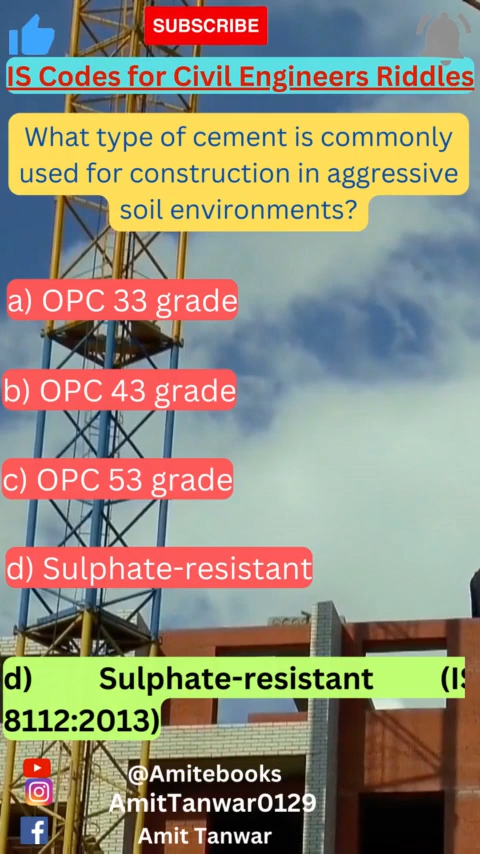 SUBSCRIBE
IS Codes for Civil Engineers Riddles
What type of cement is commonly
used for construction in aggressive
soil environments?
a) OPC 33 grade
b) OPC 43 grade
c) OPC 53 grade
d) Sulphate-resistant
d) Sulphate-resistant (IS
8112:2013)
@Amitebooks
AmitTanwar0129
Amit Tanwar